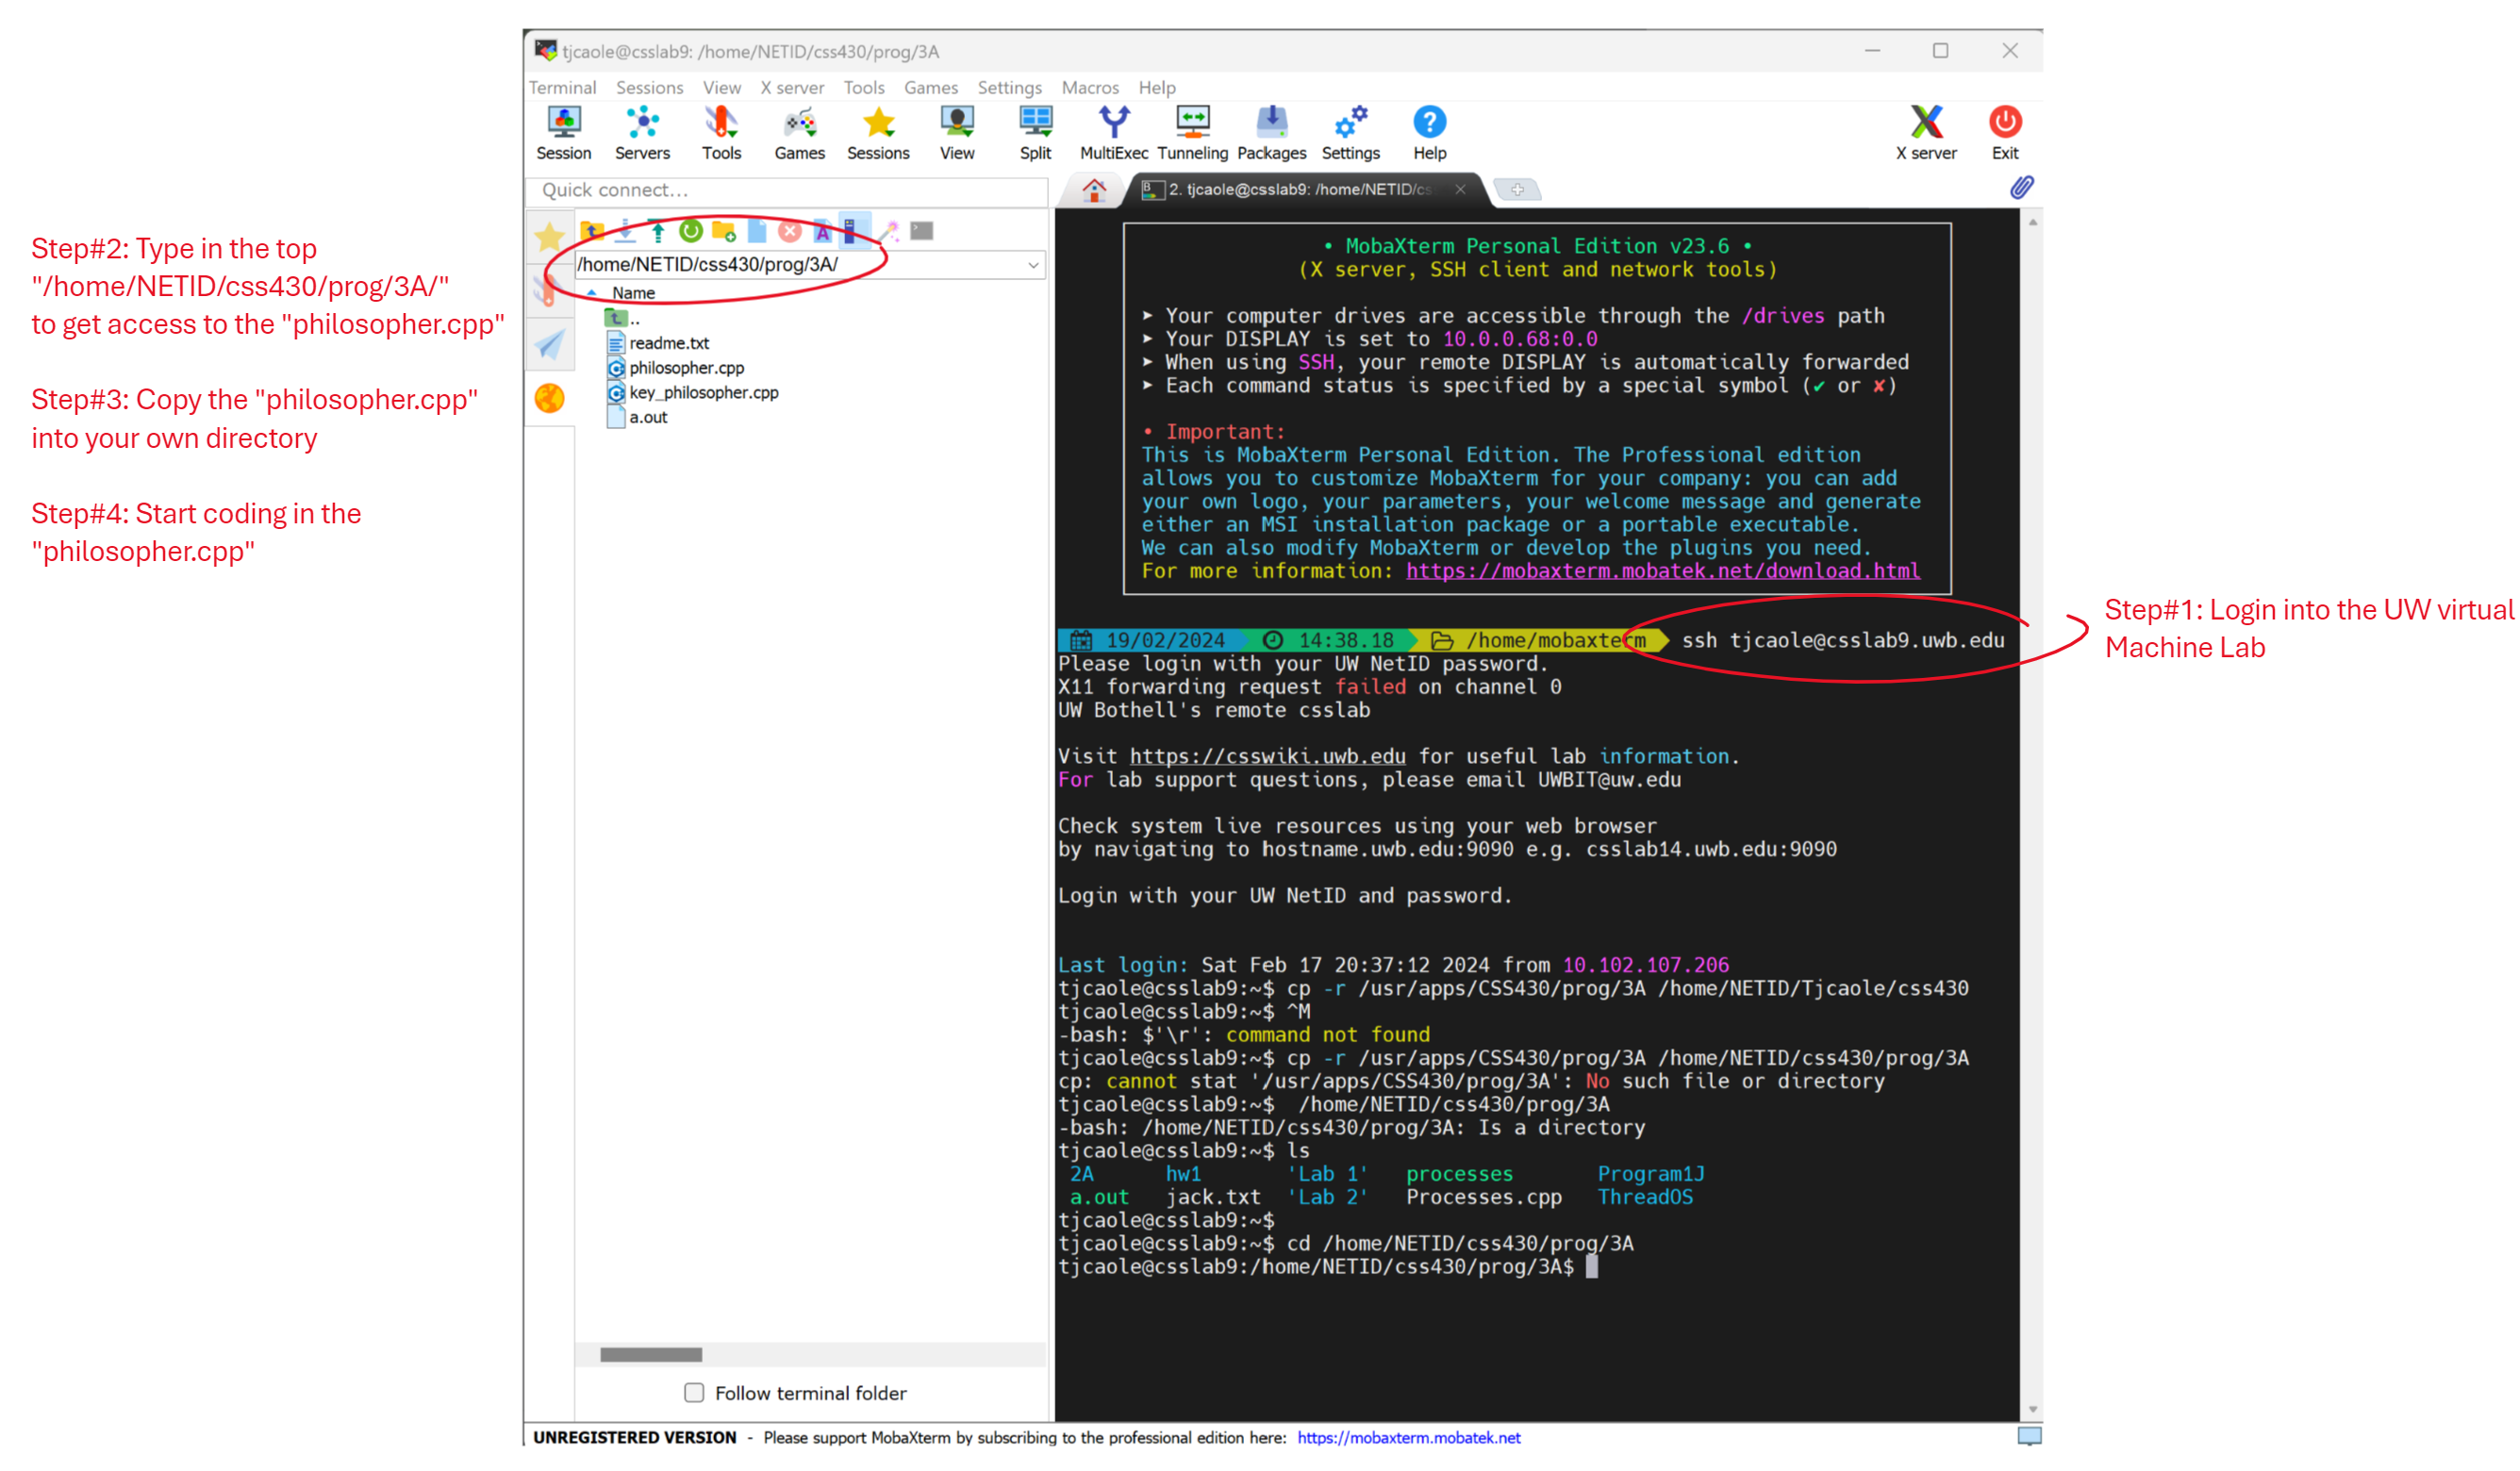 tjcaole@csslab9: /home/NETID/css430/prog/3A
Terminal Sessions View X server Tools Games Settings Macros Help
Session Servers Tools Games Sessions View Split MultiExec Tunneling Packages Settings Help X server Exit
Quick connect...
2. tjcaole@csslab9: /home/NETID/cs
/home/NETID/css430/prog/3A/
Name
..
readme.txt
philosopher.cpp
key_philosopher.cpp
a.out
Follow terminal folder
Step#2: Type in the top
"/home/NETID/css430/prog/3A/"
to get access to the "philosopher.cpp"
Step#3: Copy the "philosopher.cpp"
into your own directory
Step#4: Start coding in the
"philosopher.cpp"
• MobaXterm Personal Edition v23.6 •
(X server, SSH client and network tools)
➤ Your computer drives are accessible through the /drives path
➤ Your DISPLAY is set to 10.0.0.68:0.0
➤ When using SSH, your remote DISPLAY is automatically forwarded
➤ Each command status is specified by a special symbol (✔ or ✘)
• Important:
This is MobaXterm Personal Edition. The Professional edition
allows you to customize MobaXterm for your company: you can add
your own logo, your parameters, your welcome message and generate
either an MSI installation package or a portable executable.
We can also modify MobaXterm or develop the plugins you need.
For more information: https://mobaxterm.mobatek.net/download.html
19/02/2024 14:38.18 /home/mobaxterm ssh tjcaole@csslab9.uwb.edu
Step#1: Login into the UW virtual
Machine Lab
Please login with your UW NetID password.
X11 forwarding request failed on channel 0
UW Bothell's remote csslab
Visit https://csswiki.uwb.edu for useful lab information.
For lab support questions, please email UWBIT@uw.edu
Check system live resources using your web browser
by navigating to hostname.uwb.edu:9090 e.g. csslab14.uwb.edu:9090
Login with your UW NetID and password.
Last login: Sat Feb 17 20:37:12 2024 from 10.102.107.206
tjcaole@csslab9:~$ cp -r /usr/apps/CSS430/prog/3A /home/NETID/Tjcaole/css430
tjcaole@csslab9:~$ ^M
-bash: $'\r': command not found
tjcaole@csslab9:~$ cp -r /usr/apps/CSS430/prog/3A /home/NETID/css430/prog/3A
cp: cannot stat '/usr/apps/CSS430/prog/3A': No such file or directory
tjcaole@csslab9:~$  /home/NETID/css430/prog/3A
-bash: /home/NETID/css430/prog/3A: Is a directory
tjcaole@csslab9:~$ ls
2A hw1 'Lab 1' processes Program1J
a.out jack.txt 'Lab 2' Processes.cpp ThreadOS
tjcaole@csslab9:~$
tjcaole@csslab9:~$ cd /home/NETID/css430/prog/3A
tjcaole@csslab9:/home/NETID/css430/prog/3A$
UNREGISTERED VERSION - Please support MobaXterm by subscribing to the professional edition here: https://mobaxterm.mobatek.net